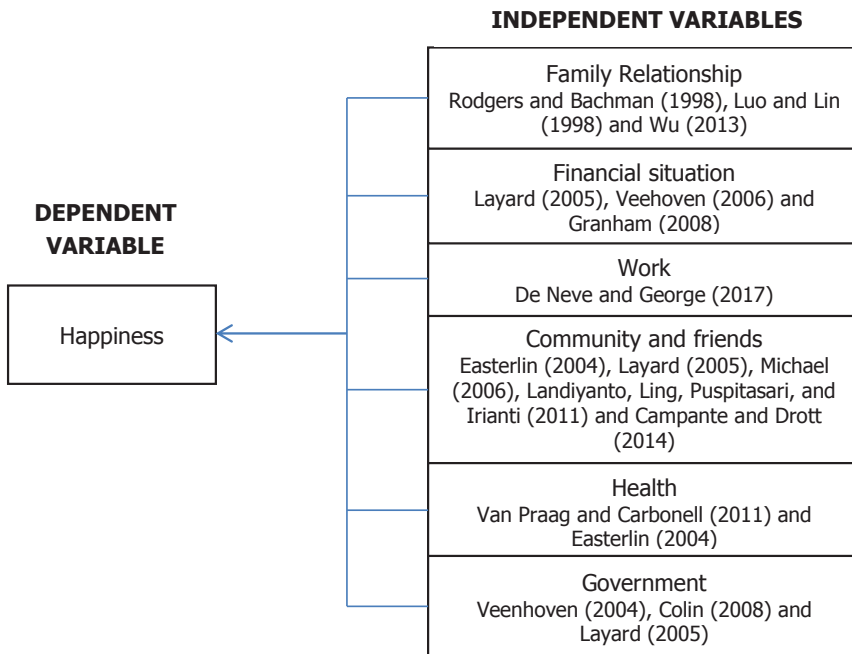 INDEPENDENT VARIABLES
Family Relationship
Rodgers and Bachman (1998), Luo and Lin
(1998) and Wu (2013)
Financial situation
Layard (2005), Veehoven (2006) and
Granham (2008)
DEPENDENT
VARIABLE
Work
De Neve and George (2017)
Happiness
Community and friends
Easterlin (2004), Layard (2005), Michael
(2006), Landiyanto, Ling, Puspitasari, and
Irianti (2011) and Campante and Drott
(2014)
Health
Van Praag and Carbonell (2011) and
Easterlin (2004)
Government
Veenhoven (2004), Colin (2008) and
Layard (2005)